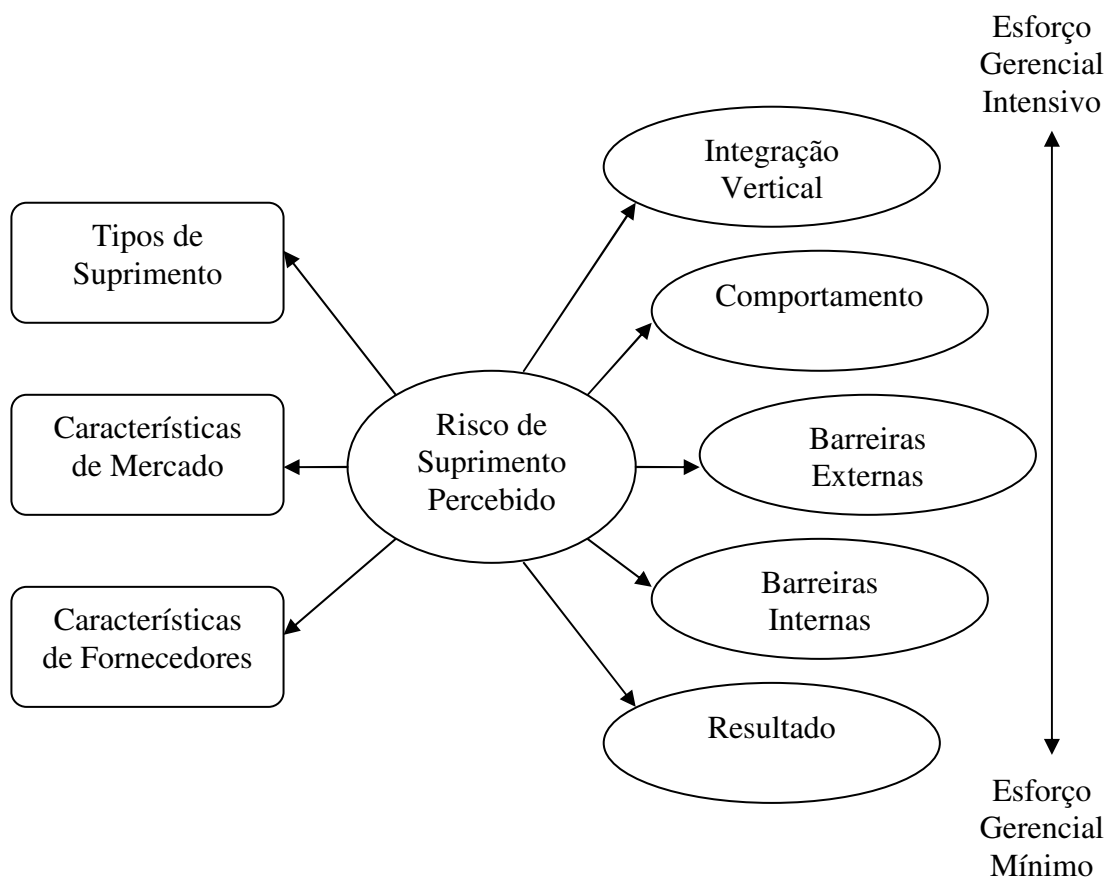 Esforço
Gerencial
Intensivo
Integração
Vertical
Tipos de
Suprimento
Comportamento
Características
de Mercado
Risco de
Suprimento
Percebido
Barreiras
Externas
Características
de Fornecedores
Barreiras
Internas
Resultado
Esforço
Gerencial
Mínimo